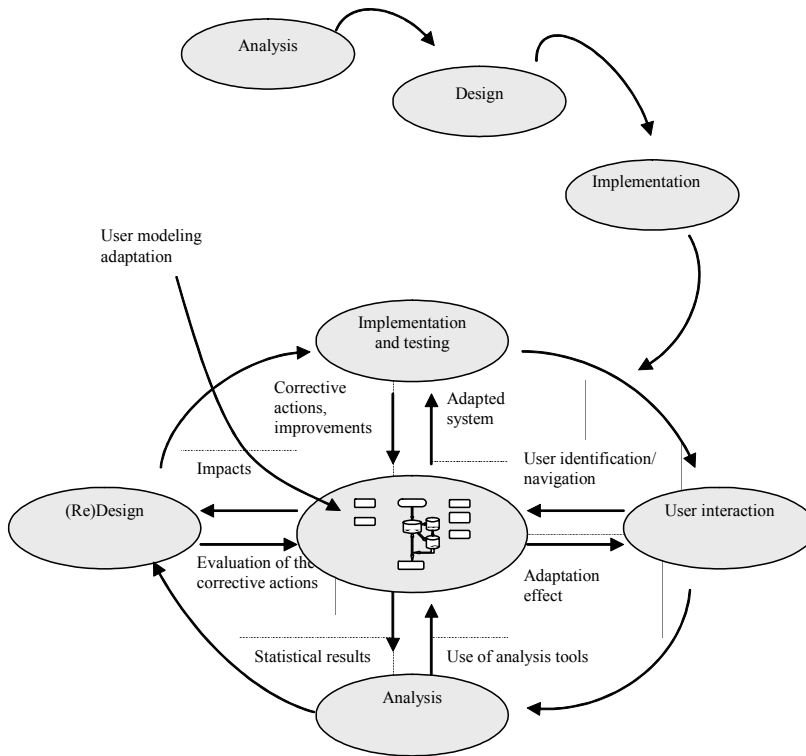 Analysis
Design
Implementation
User modeling
adaptation
Implementation
and testing
Corrective
actions,
improvements
Adapted
system
Impacts
User identification/
navigation
(Re)Design
User interaction
Evaluation of the
corrective actions
Adaptation
effect
Statistical results
Use of analysis tools
Analysis